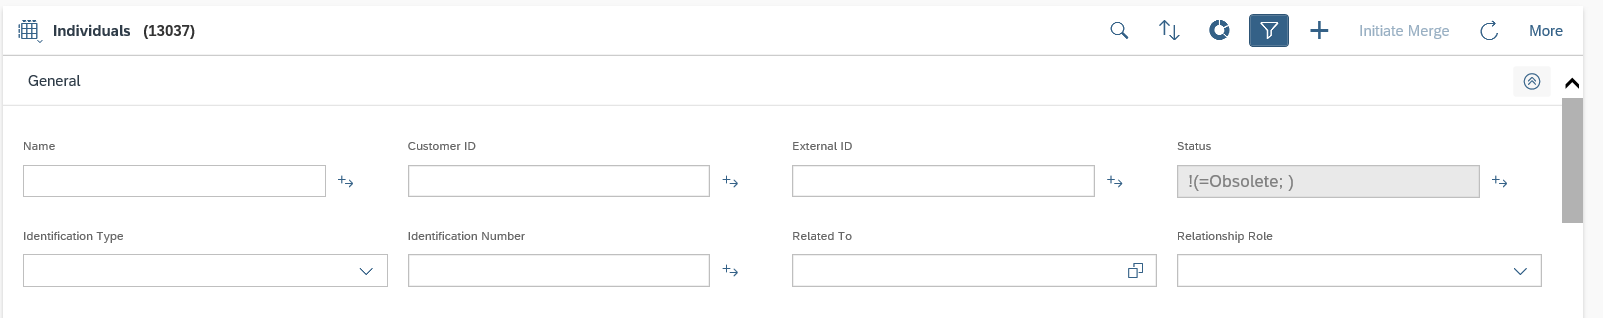 Individuals (13037)
Initiate Merge
More
General
Name
Customer ID
External ID
Status
!(=Obsolete; )
Identification Type
Identification Number
Related To
Relationship Role